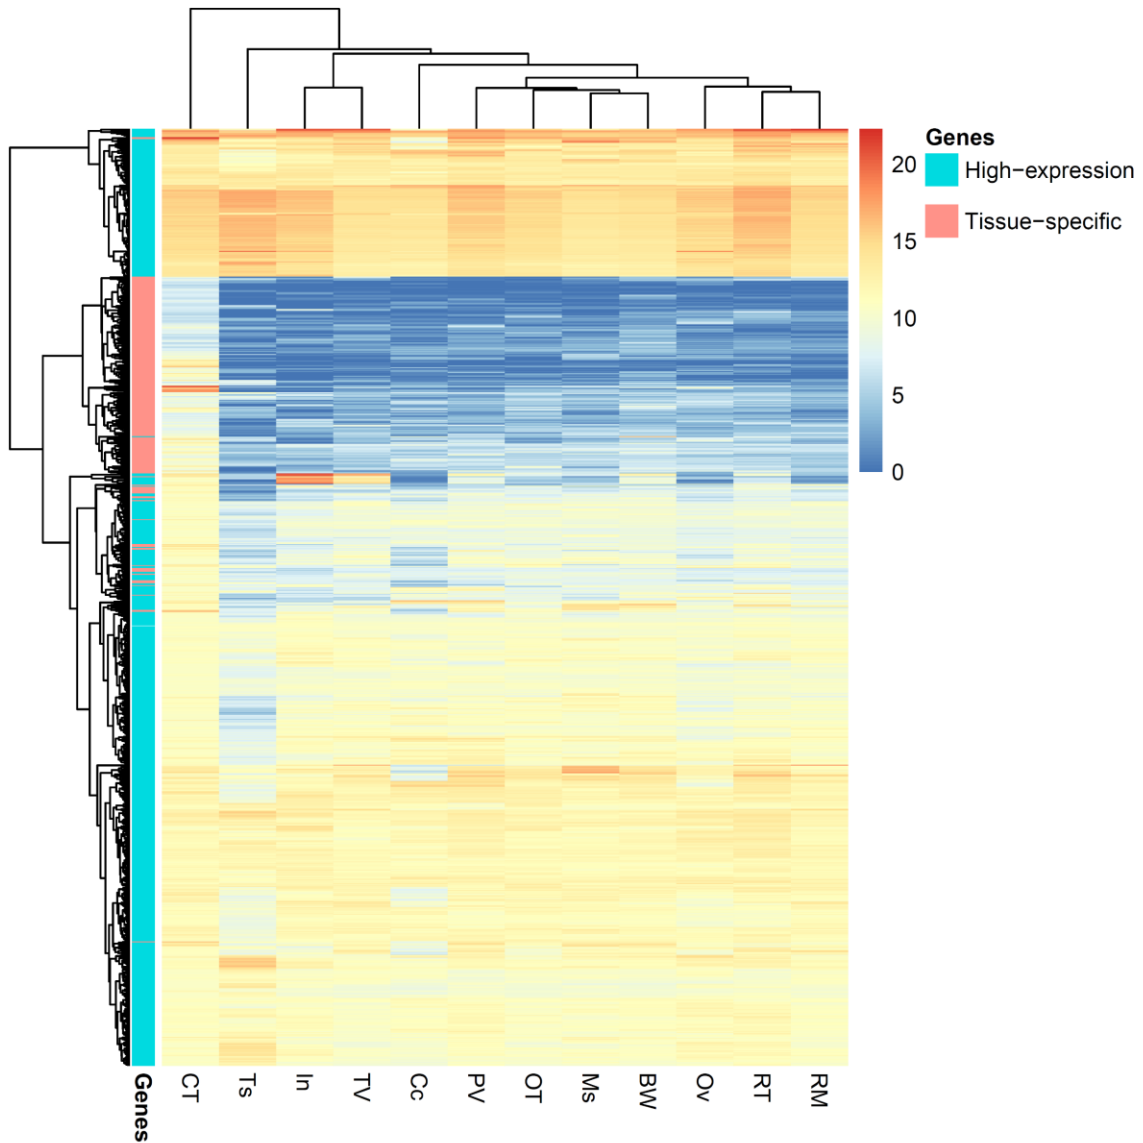 Genes
High−expression
Tissue−specific
20
15
10
5
0
Genes
CT
Ts
In
TV
Cc
PV
OT
Ms
BW
Ov
RT
RM